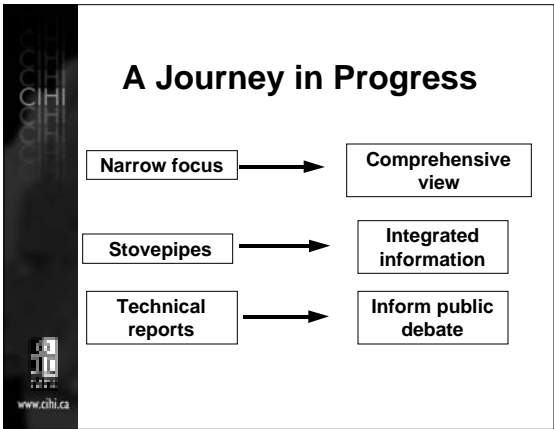 CIHI
A Journey in Progress
Narrow focus
Comprehensive
view
Stovepipes
Integrated
information
Technical
reports
Inform public
debate
www.cihi.ca